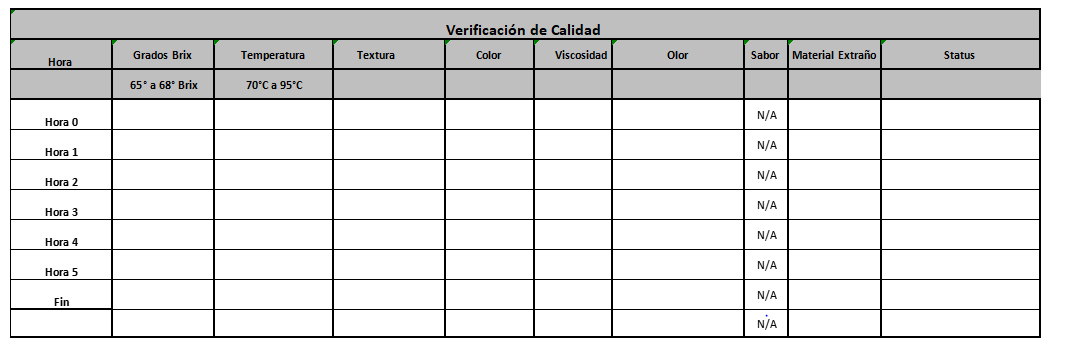 Verificación de Calidad
Hora Grados Brix Temperatura Textura Color Viscosidad Olor Sabor Material Extraño Status
65° a 68° Brix 70°C a 95°C
Hora 0 N/A
Hora 1 N/A
Hora 2 N/A
Hora 3 N/A
Hora 4 N/A
Hora 5 N/A
Fin N/A
N/A